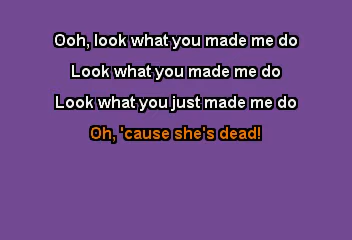 Ooh, look what you made me do
Look what you made me do
Look what you just made me do
Oh, 'cause she's dead!